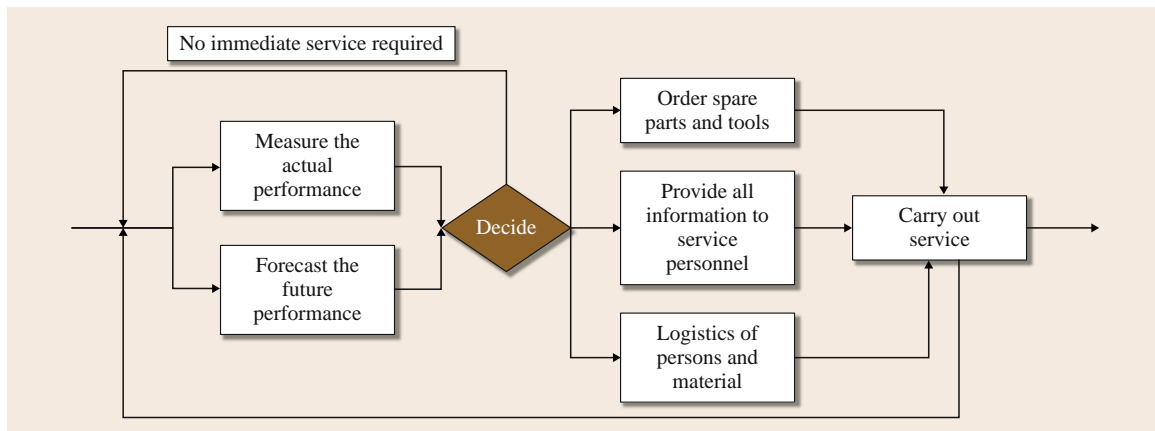 No immediate service required
Measure the
actual
performance
Forecast the
future
performance
Decide
Order spare
parts and tools
Provide all
information to
service
personnel
Logistics of
persons and
material
Carry out
service